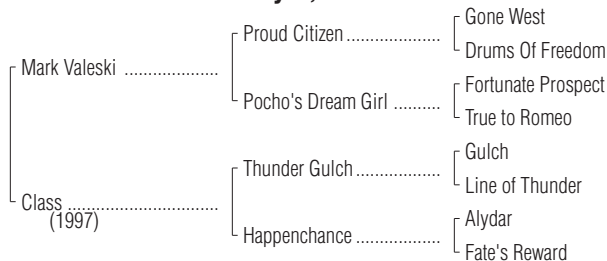 Gone West
Proud Citizen ....................
Drums Of Freedom
Mark Valeski ....................
Fortunate Prospect
Pocho's Dream Girl ..........
True to Romeo
Gulch
Thunder Gulch ..................
Line of Thunder
Class ................................
(1997)
Alydar
Happenchance .................
Fate's Reward